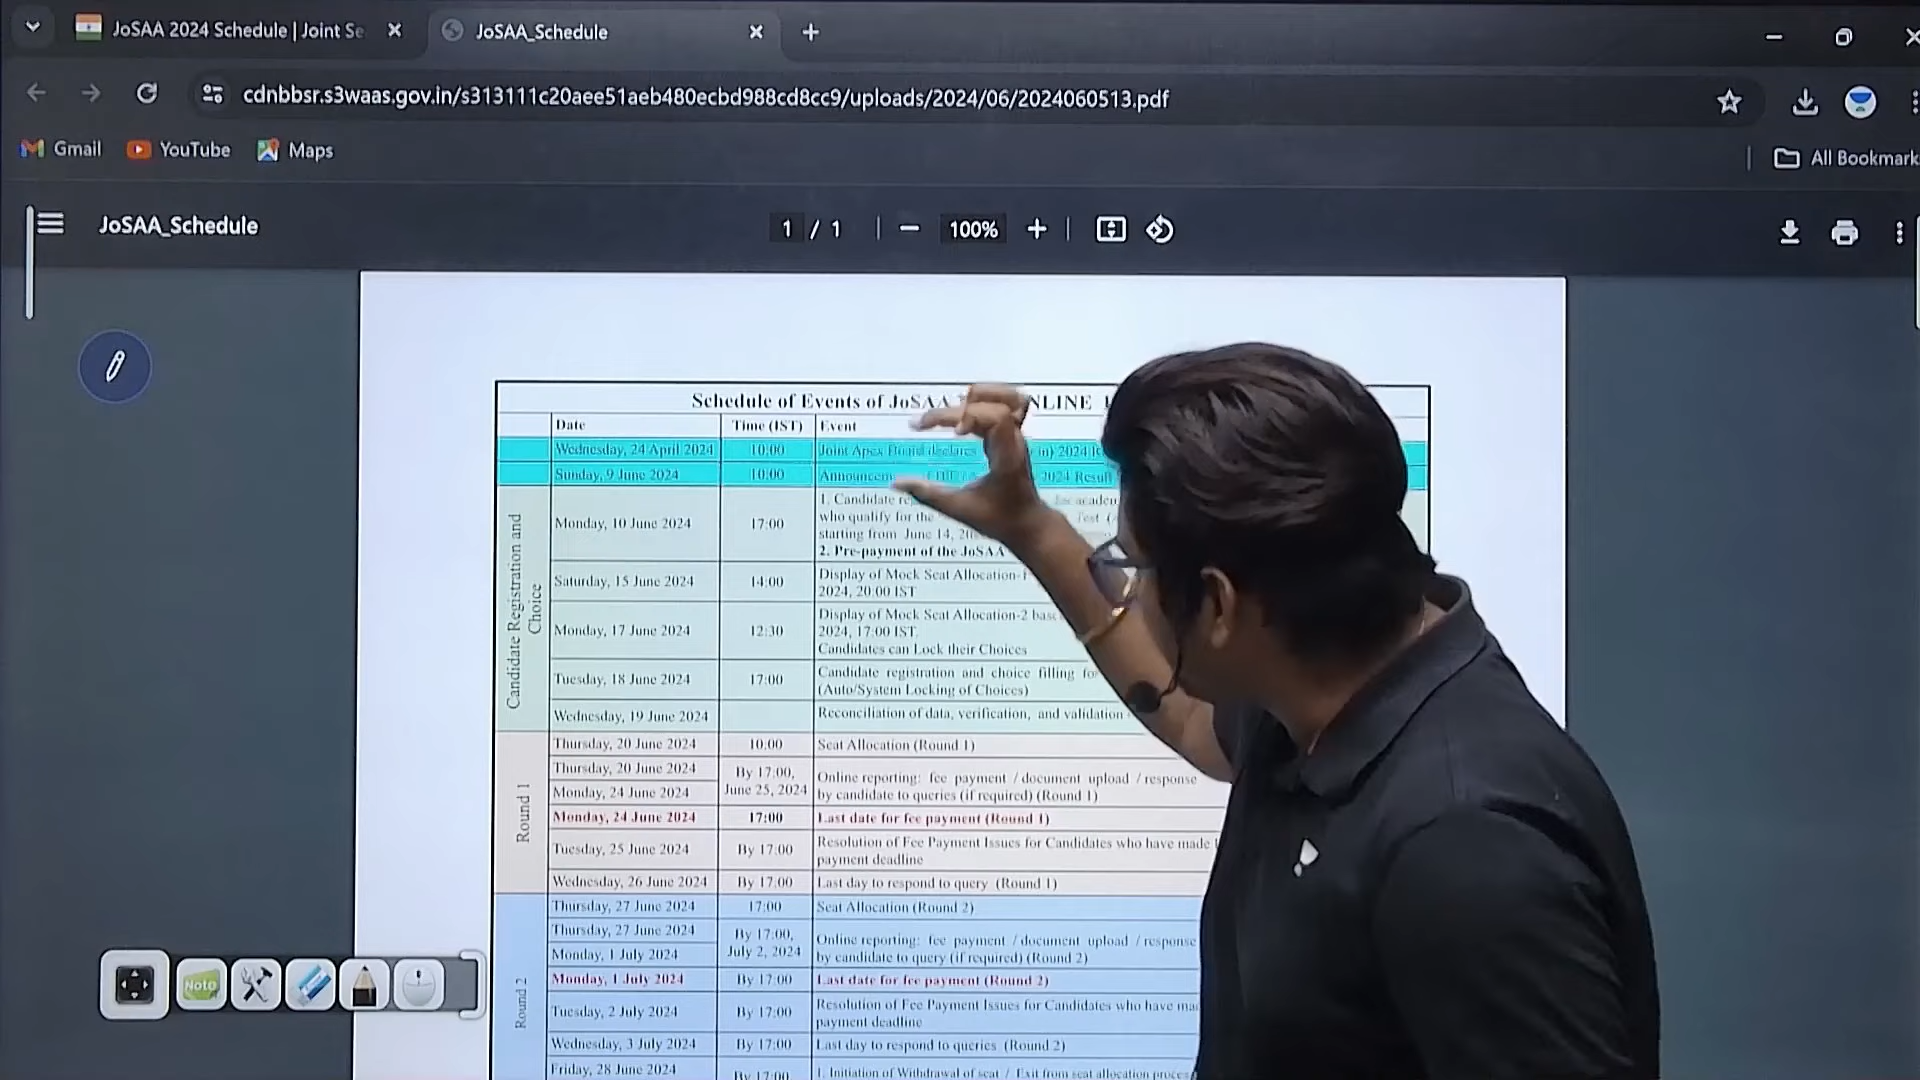 JoSAA 2024 Schedule | Joint Se
JoSAA_Schedule
cdnbbsr.s3waas.gov.in/s313111c20aee51aeb480ecbd988cd8cc9/uploads/2024/06/2024060513.pdf
Gmail YouTube Maps
All Bookmark
JoSAA_Schedule
1 / 1
100%
Schedule of Events of JoSAA NLINE
Date Time (IST) Event
Wednesday, 24 April 2024 10:00 Joint Apex Board declares in) 2024
Sunday, 9 June 2024 10:00 2024 Result
Candidate Registration and
Choice
Monday, 10 June 2024 17:00
1. Candidate for academ
who qualify for the Test
starting from June 14,
2. Pre-payment of the JoSAA
Saturday, 15 June 2024 14:00
Display of Mock Seat Allocation-1
2024, 20:00 IST
Monday, 17 June 2024 12:30
Display of Mock Seat Allocation-2
2024, 17:00 IST.
Candidates can Lock their Choices
Tuesday, 18 June 2024 17:00
Candidate registration and choice filling
(Auto/System Locking of Choices)
Wednesday, 19 June 2024 Reconciliation of data, verification, and validation
Round 1
Thursday, 20 June 2024 10:00 Seat Allocation (Round 1)
Thursday, 20 June 2024
Monday, 24 June 2024
By 17:00,
June 25, 2024
Online reporting: fee payment / document upload / response
by candidate to queries (if required) (Round 1)
Monday, 24 June 2024 17:00 Last date for fee payment (Round 1)
Tuesday, 25 June 2024 By 17:00
Resolution of Fee Payment Issues for Candidates who have made
payment deadline
Wednesday, 26 June 2024 By 17:00 Last day to respond to query (Round 1)
Round 2
Thursday, 27 June 2024 17:00 Seat Allocation (Round 2)
Thursday, 27 June 2024
Monday, 1 July 2024
By 17:00,
July 2, 2024
Online reporting: fee payment / document upload / response
by candidate to query (if required) (Round 2)
Monday, 1 July 2024 By 17:00 Last date for fee payment (Round 2)
Tuesday, 2 July 2024 By 17:00
Resolution of Fee Payment Issues for Candidates who have ma
payment deadline
Wednesday, 3 July 2024 By 17:00 Last day to respond to queries (Round 2)
Friday, 28 June 2024
By 17:00
1. Initiation of Withdrawal of seat / Exit from seat allocation process
Note